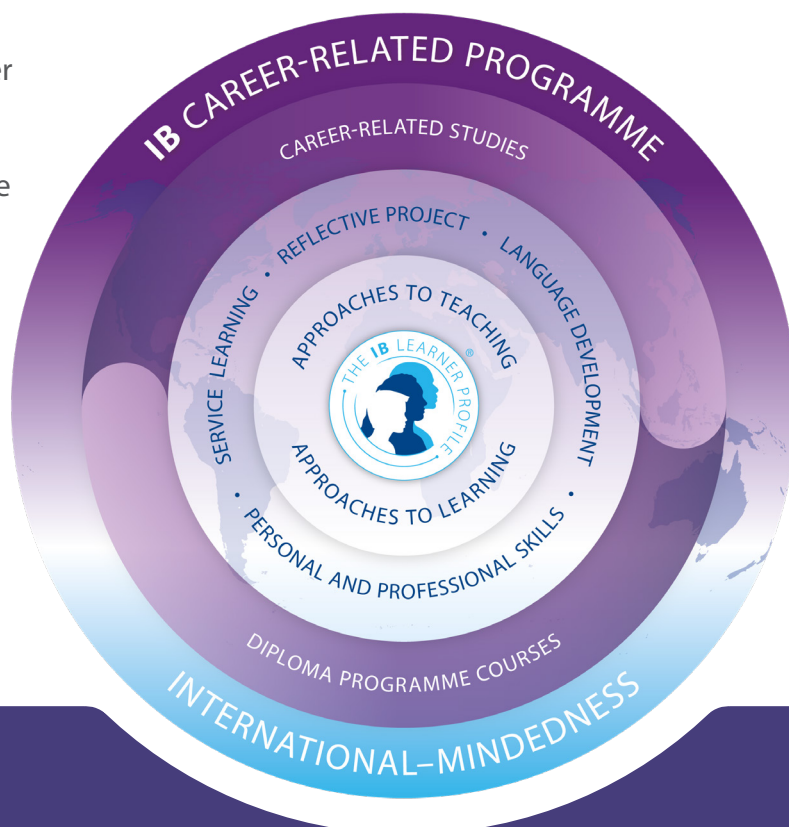 er
e
IB CAREER-RELATED PROGRAMME
CAREER-RELATED STUDIES
SERVICE LEARNING • REFLECTIVE PROJECT • LANGUAGE DEVELOPMENT •
• PERSONAL AND PROFESSIONAL SKILLS
APPROACHES TO TEACHING
THE IB LEARNER PROFILE ®
APPROACHES TO LEARNING
DIPLOMA PROGRAMME COURSES
INTERNATIONAL–MINDEDNESS